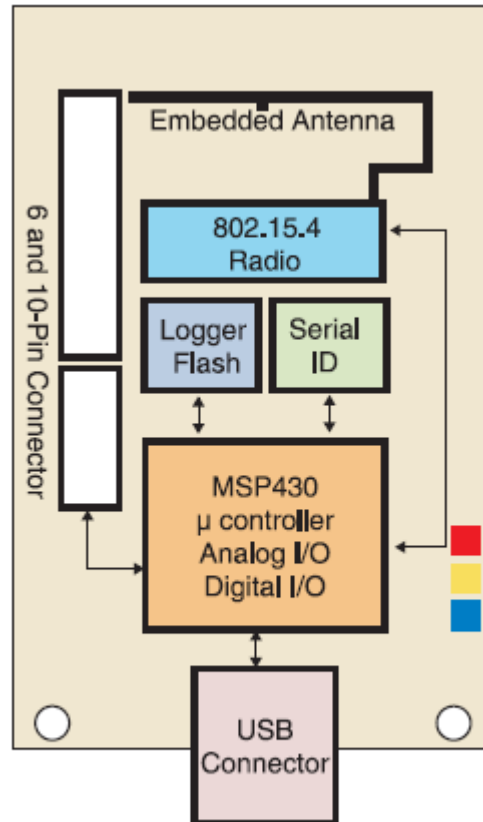 Embedded Antenna
6 and 10-Pin Connector
802.15.4
Radio
Logger
Flash
Serial
ID
MSP430
µ controller
Analog I/O
Digital I/O
USB
Connector